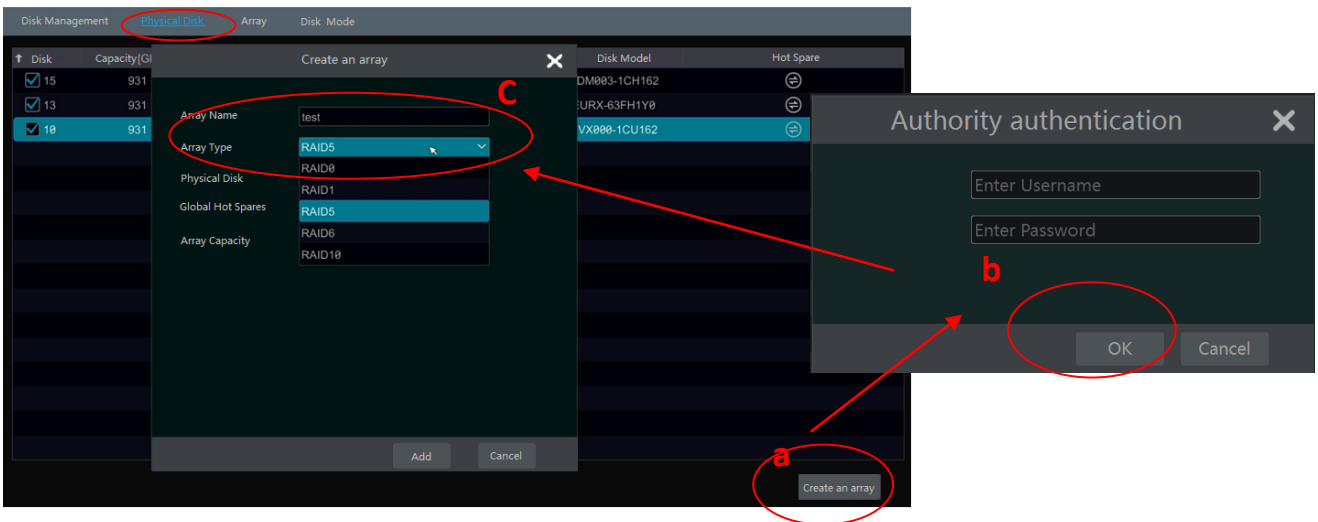 Disk Management Physical Disk Array Disk Mode
Disk Capacity[G Create an array Disk Model Hot Spare
15 931 DM003-1CH162
13 931 URX-63FH1Y0
10 931 VX000-1CU162
C
Array Name test
Array Type RAID5
Physical Disk RAID0
RAID1
Global Hot Spares RAID5
RAID6
Array Capacity
RAID10
Add Cancel
a
Create an array
Authority authentication
Enter Username
Enter Password
b
OK Cancel